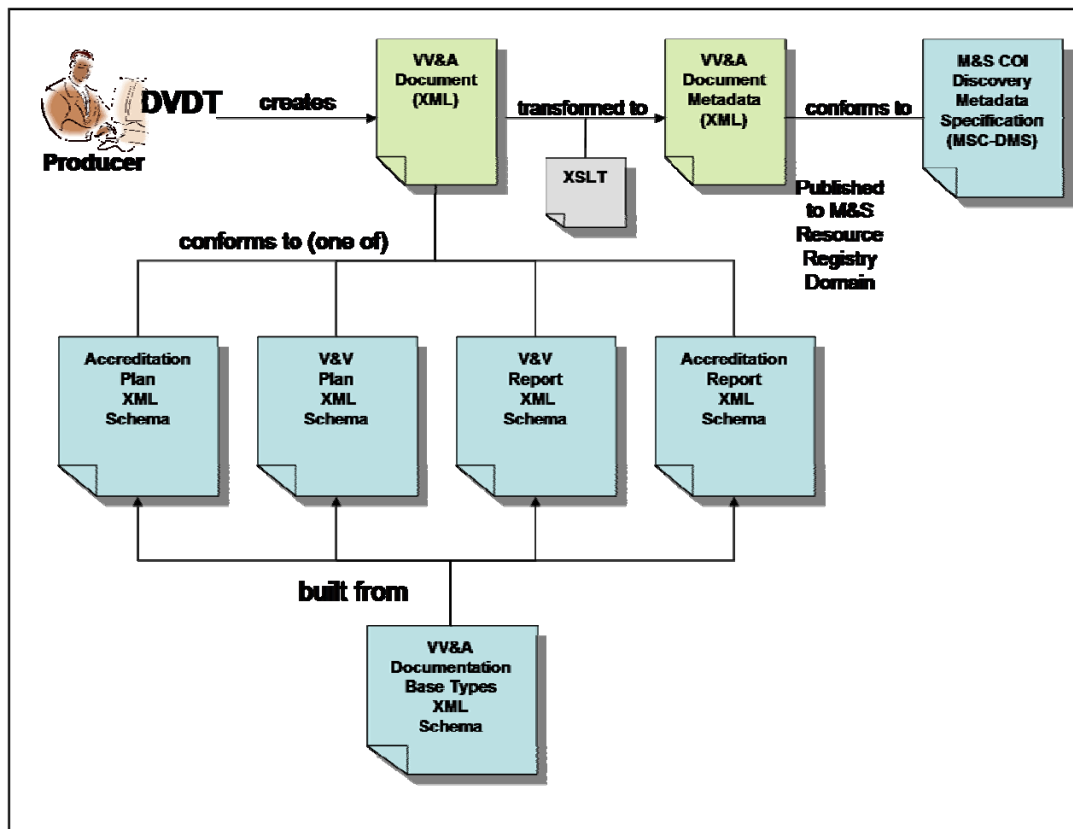 Producer
DVDT
creates
VV&A
Document
(XML)
transformed to
XSLT
VV&A
Document
Metadata
(XML)
conforms to
M&S COI
Discovery
Metadata
Specification
(MSC-DMS)
Published
to M&S
Resource
Registry
Domain
conforms to (one of)
Accreditation
Plan
XML
Schema
V&V
Plan
XML
Schema
V&V
Report
XML
Schema
Accreditation
Report
XML
Schema
built from
VV&A
Documentation
Base Types
XML
Schema